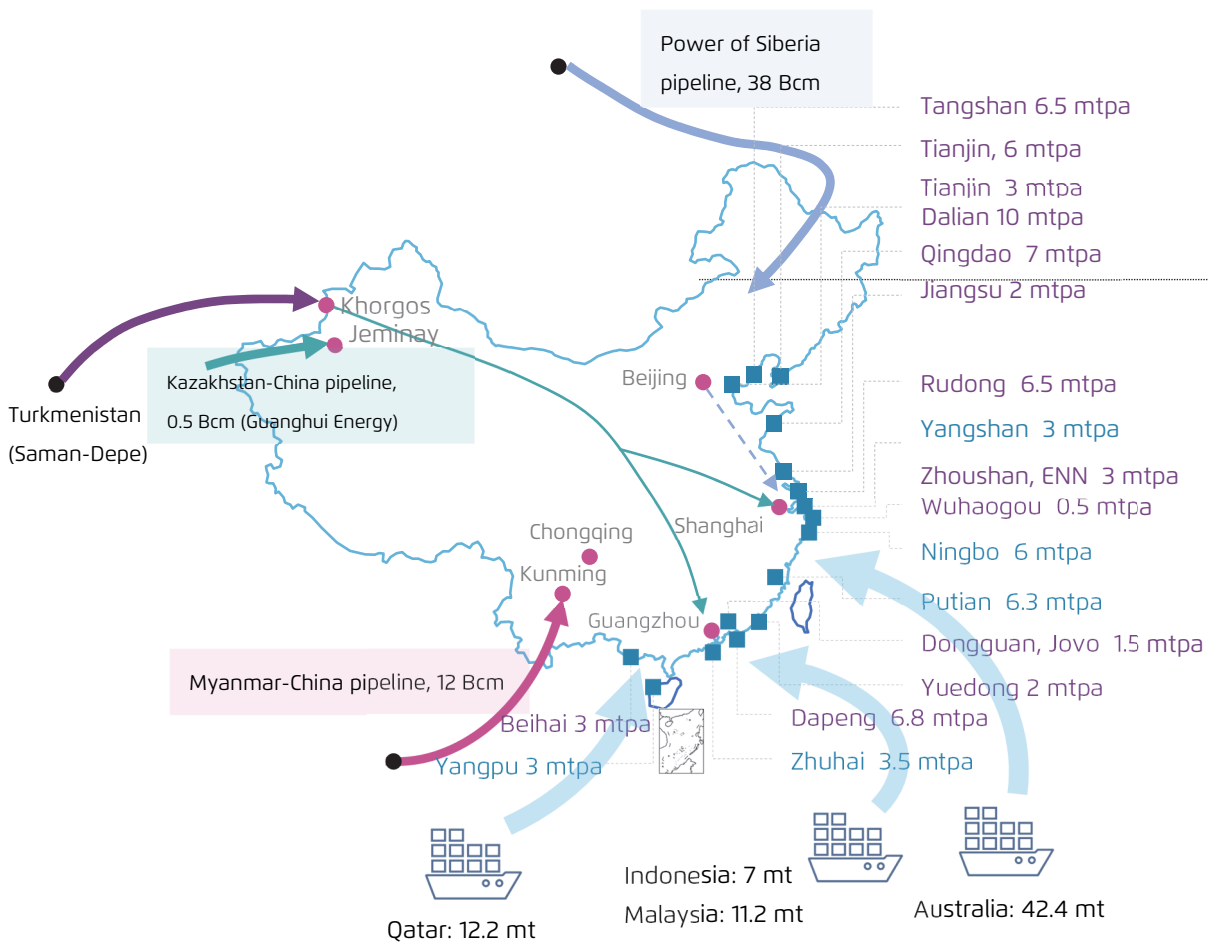 Power of Siberia
pipeline, 38 Bcm
Tangshan 6.5 mtpa
Tianjin, 6 mtpa
Tianjin 3 mtpa
Dalian 10 mtpa
Qingdao 7 mtpa
Jiangsu 2 mtpa
Khorgos
Jeminay
Kazakhstan-China pipeline,
0.5 Bcm (Guanghui Energy)
Turkmenistan
(Saman-Depe)
Beijing
Rudong 6.5 mtpa
Yangshan 3 mtpa
Zhoushan, ENN 3 mtpa
Wuhaogou 0.5 mtpa
Shanghai
Chongqing
Ningbo 6 mtpa
Kunming
Putian 6.3 mtpa
Guangzhou
Dongguan, Jovo 1.5 mtpa
Myanmar-China pipeline, 12 Bcm
Yuedong 2 mtpa
Beihai 3 mtpa
Dapeng 6.8 mtpa
Yangpu 3 mtpa
Zhuhai 3.5 mtpa
Indonesia: 7 mt
Malaysia: 11.2 mt
Australia: 42.4 mt
Qatar: 12.2 mt